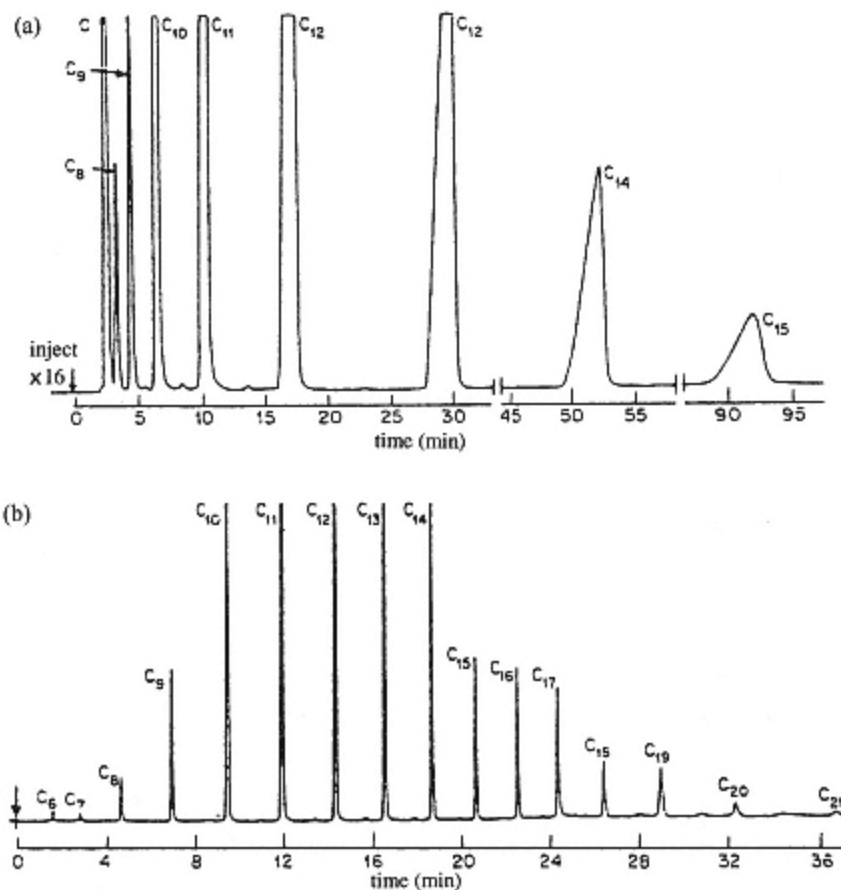 (a)
C C10 C11 C12 C12
C9
C8
C14
C15
inject
×16
0 5 10 15 20 25 30 45 50 55 90 95
time (min)
(b)
C10 C11 C12 C13 C14
C9
C15 C16 C17
C8
C15 C19
C6 C7
C20
0 4 8 12 16 20 24 28 32 36
time (min)